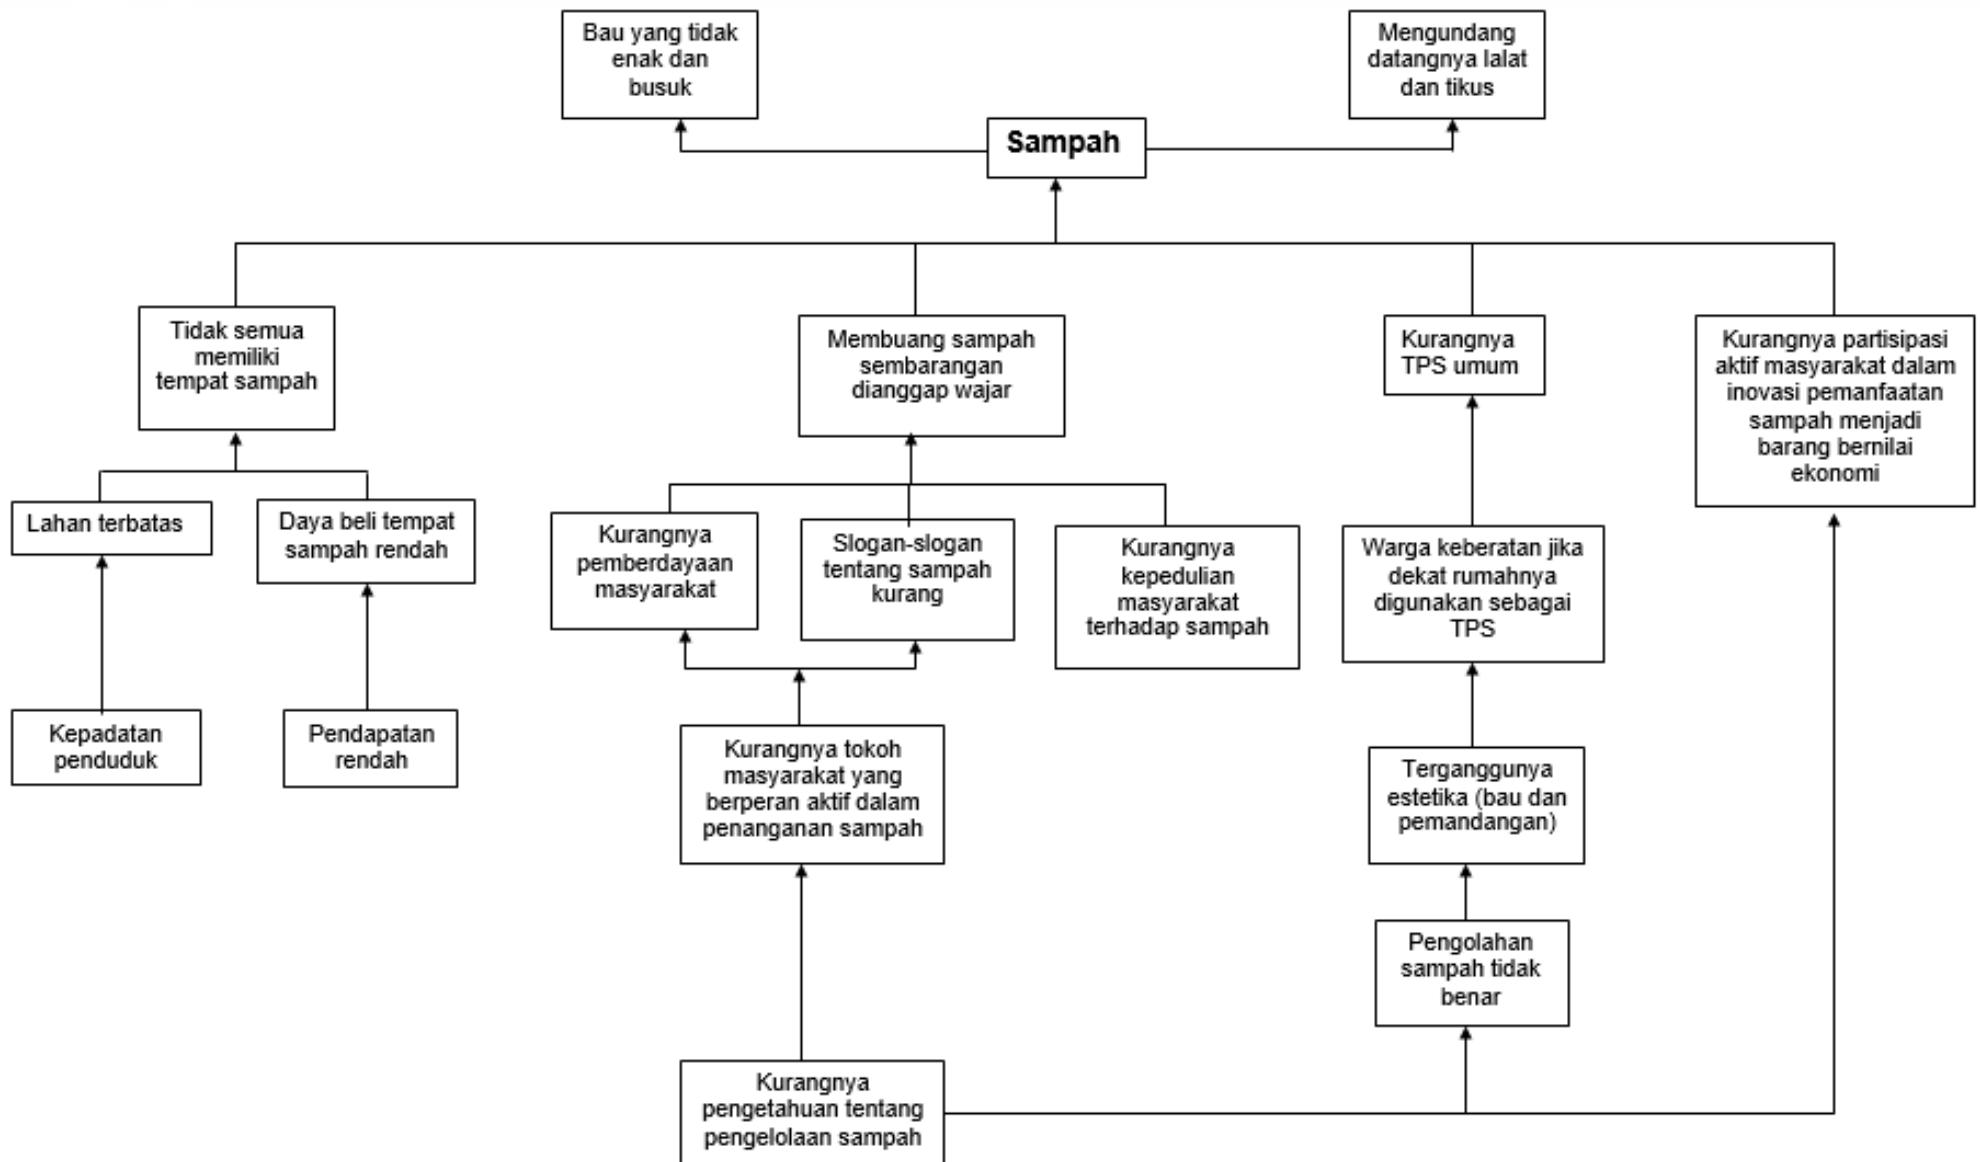 Bau yang tidak
enak dan
busuk
Mengundang
datangnya lalat
dan tikus
Sampah
Tidak semua
memiliki
tempat sampah
Membuang sampah
sembarangan
dianggap wajar
Kurangnya
TPS umum
Kurangnya partisipasi
aktif masyarakat dalam
inovasi pemanfaatan
sampah menjadi
barang bernilai
ekonomi
Lahan terbatas
Daya beli tempat
sampah rendah
Kurangnya
pemberdayaan
masyarakat
Slogan-slogan
tentang sampah
kurang
Kurangnya
kepedulian
masyarakat
terhadap sampah
Warga keberatan jika
dekat rumahnya
digunakan sebagai
TPS
Kepadatan
penduduk
Pendapatan
rendah
Kurangnya tokoh
masyarakat yang
berperan aktif dalam
penanganan sampah
Terganggunya
estetika (bau dan
pemandangan)
Pengolahan
sampah tidak
benar
Kurangnya
pengetahuan tentang
pengelolaan sampah